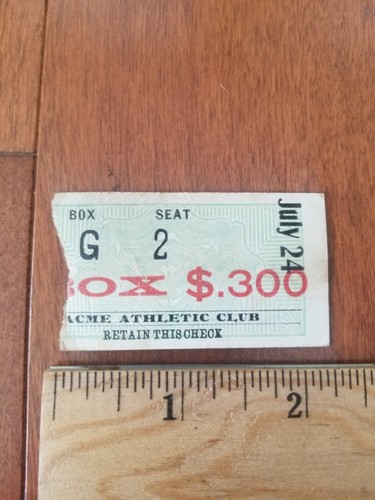 BOX SEAT
G 2
July 24
BOX $.300
ACME ATHLETIC CLUB
RETAIN THIS CHECK
1 2